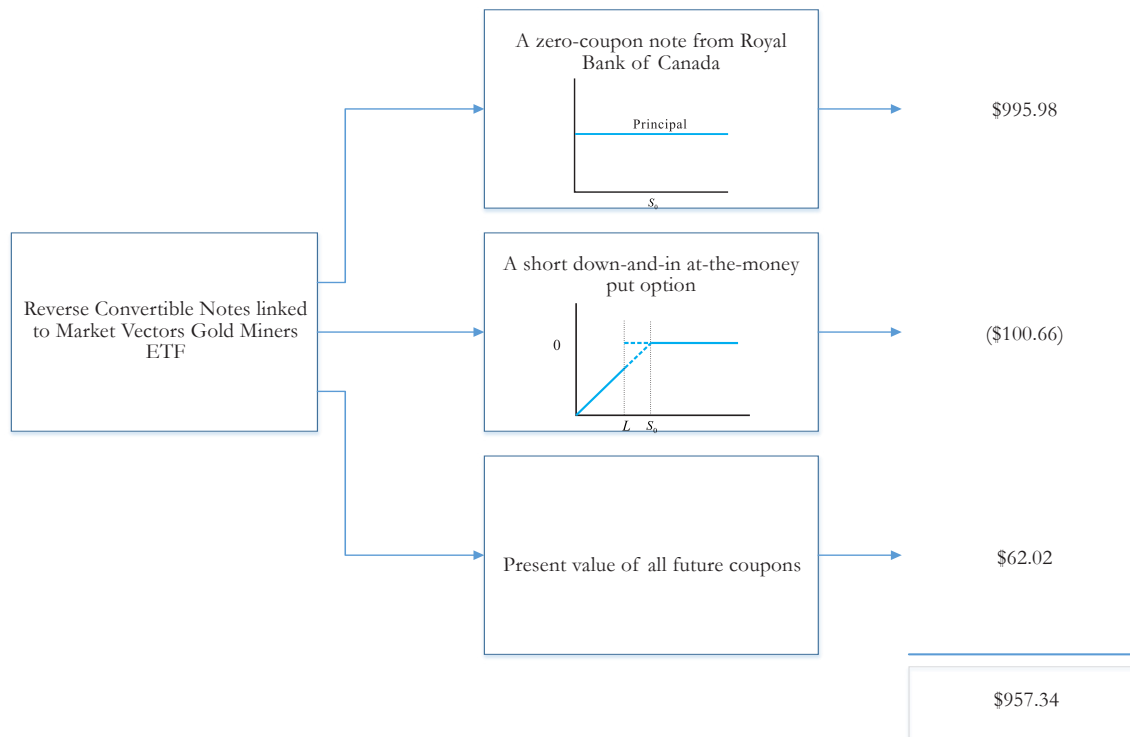 A zero-coupon note from Royal
Bank of Canada
Principal
S₀
$995.98
Reverse Convertible Notes linked
to Market Vectors Gold Miners
ETF
A short down-and-in at-the-money
put option
0
L S₀
($100.66)
Present value of all future coupons
$62.02
$957.34